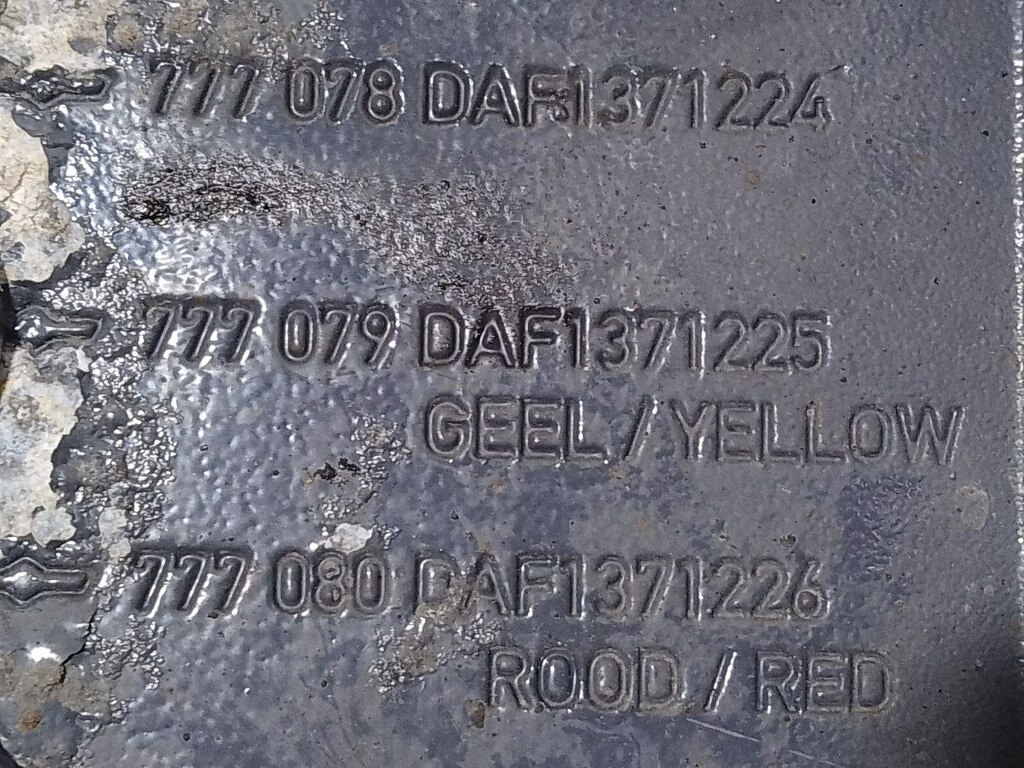 777 078 DAF1371224
777 079 DAF1371225
GEEL / YELLOW
777 080 DAF1371226
ROOD / RED